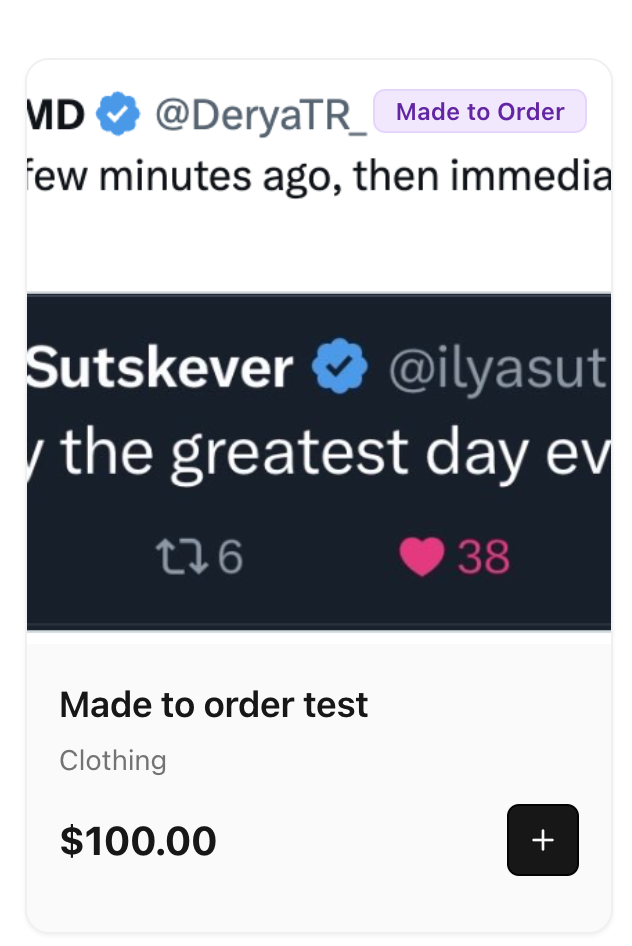 MD @DeryaTR_
Made to Order
few minutes ago, then immedia
Sutskever @ilyasut
y the greatest day ev
6 38
Made to order test
Clothing
$100.00
+